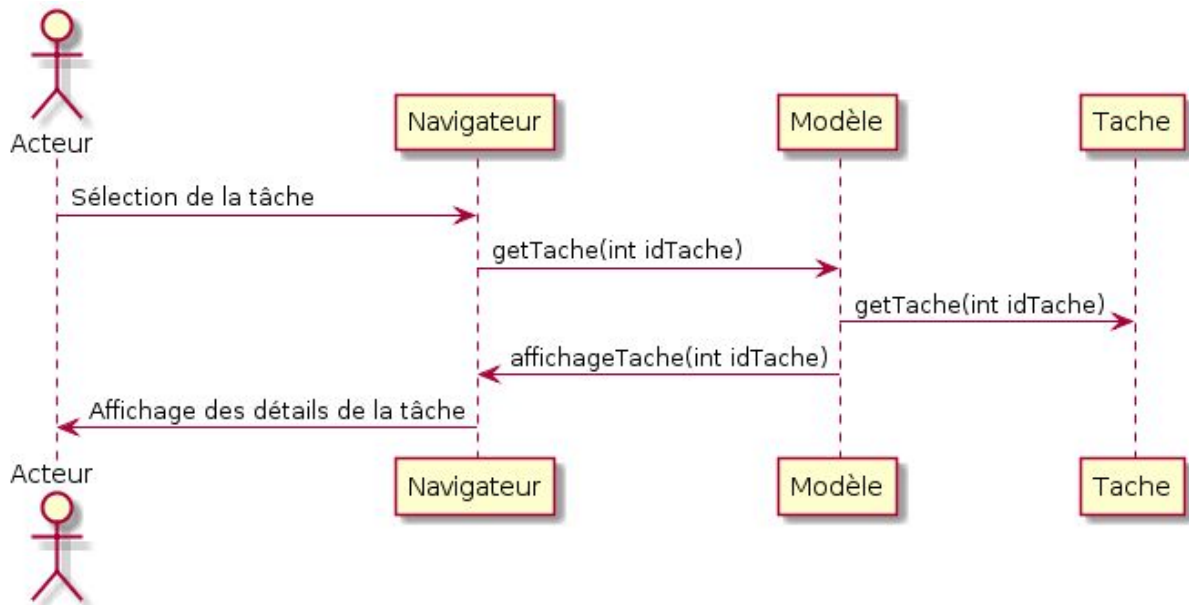 Acteur
Navigateur
Modèle
Tache
Sélection de la tâche
getTache(int idTache)
getTache(int idTache)
affichageTache(int idTache)
Affichage des détails de la tâche
Acteur
Navigateur
Modèle
Tache